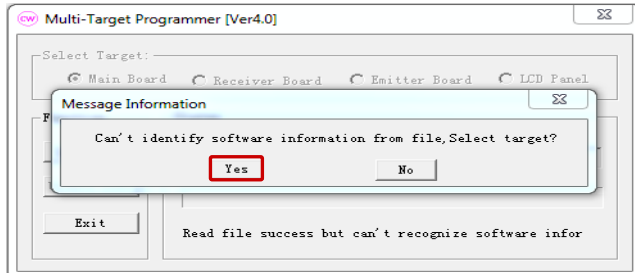 cw Multi-Target Programmer [Ver4.0]
Select Target:
Main Board Receiver Board Emitter Board LCD Panel
Message Information
Can't identify software information from file,Select target?
Yes No
Exit
Read file success but can't recognize software infor